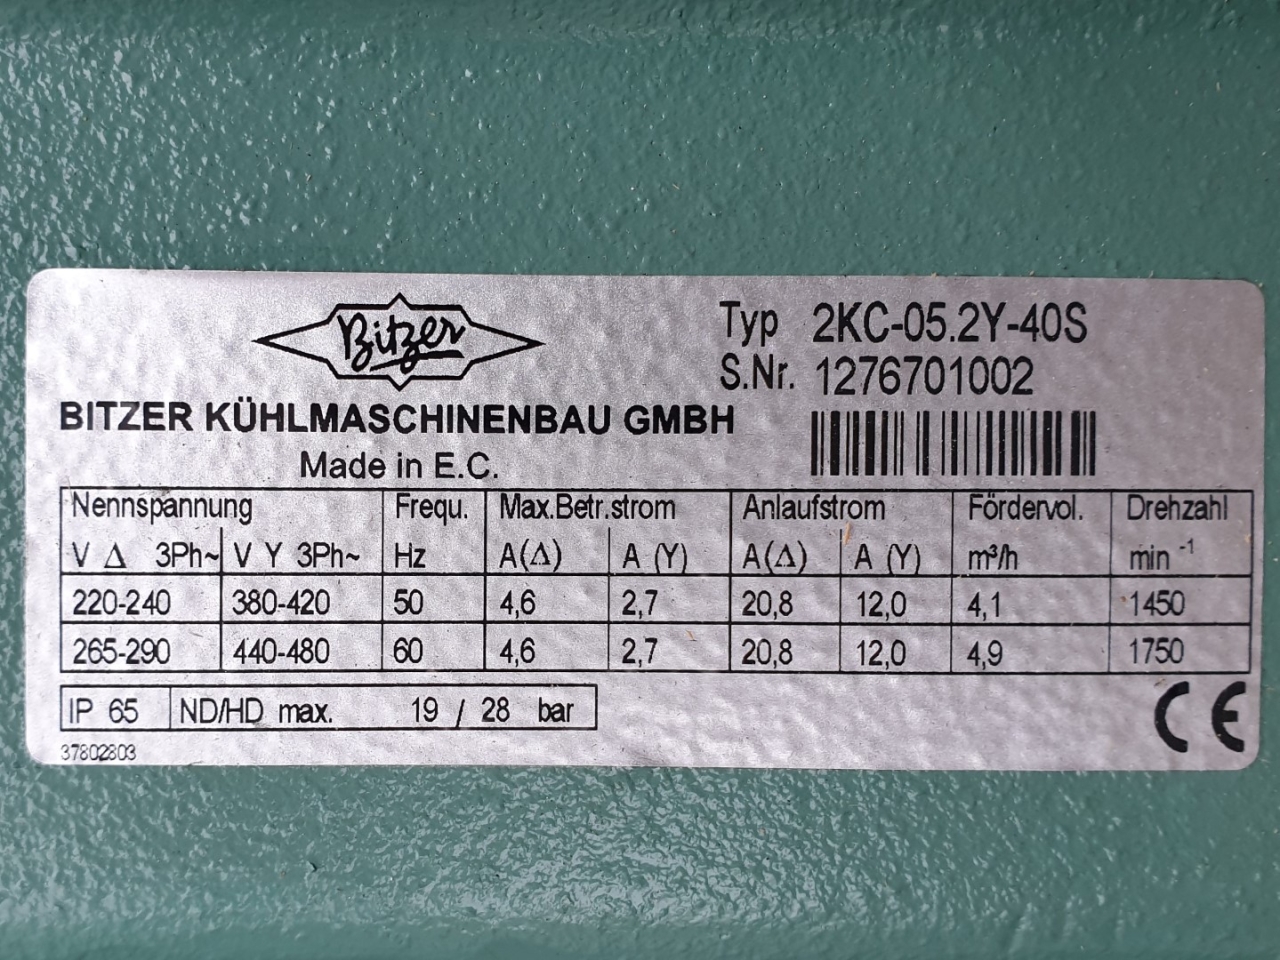 Bitzer
Typ 2KC-05.2Y-40S
S.Nr. 1276701002
BITZER KÜHLMASCHINENBAU GMBH
Made in E.C.
Nennspannung Frequ. Max.Betr.strom Anlaufstrom Fördervol. Drehzahl
V Δ 3Ph~ V Y 3Ph~ Hz A(Δ) A (Y) A(Δ) A (Y) m³/h min -1
220-240 380-420 50 4,6 2,7 20,8 12,0 4,1 1450
265-290 440-480 60 4,6 2,7 20,8 12,0 4,9 1750
IP 65 ND/HD max. 19 / 28 bar
CE
37802803